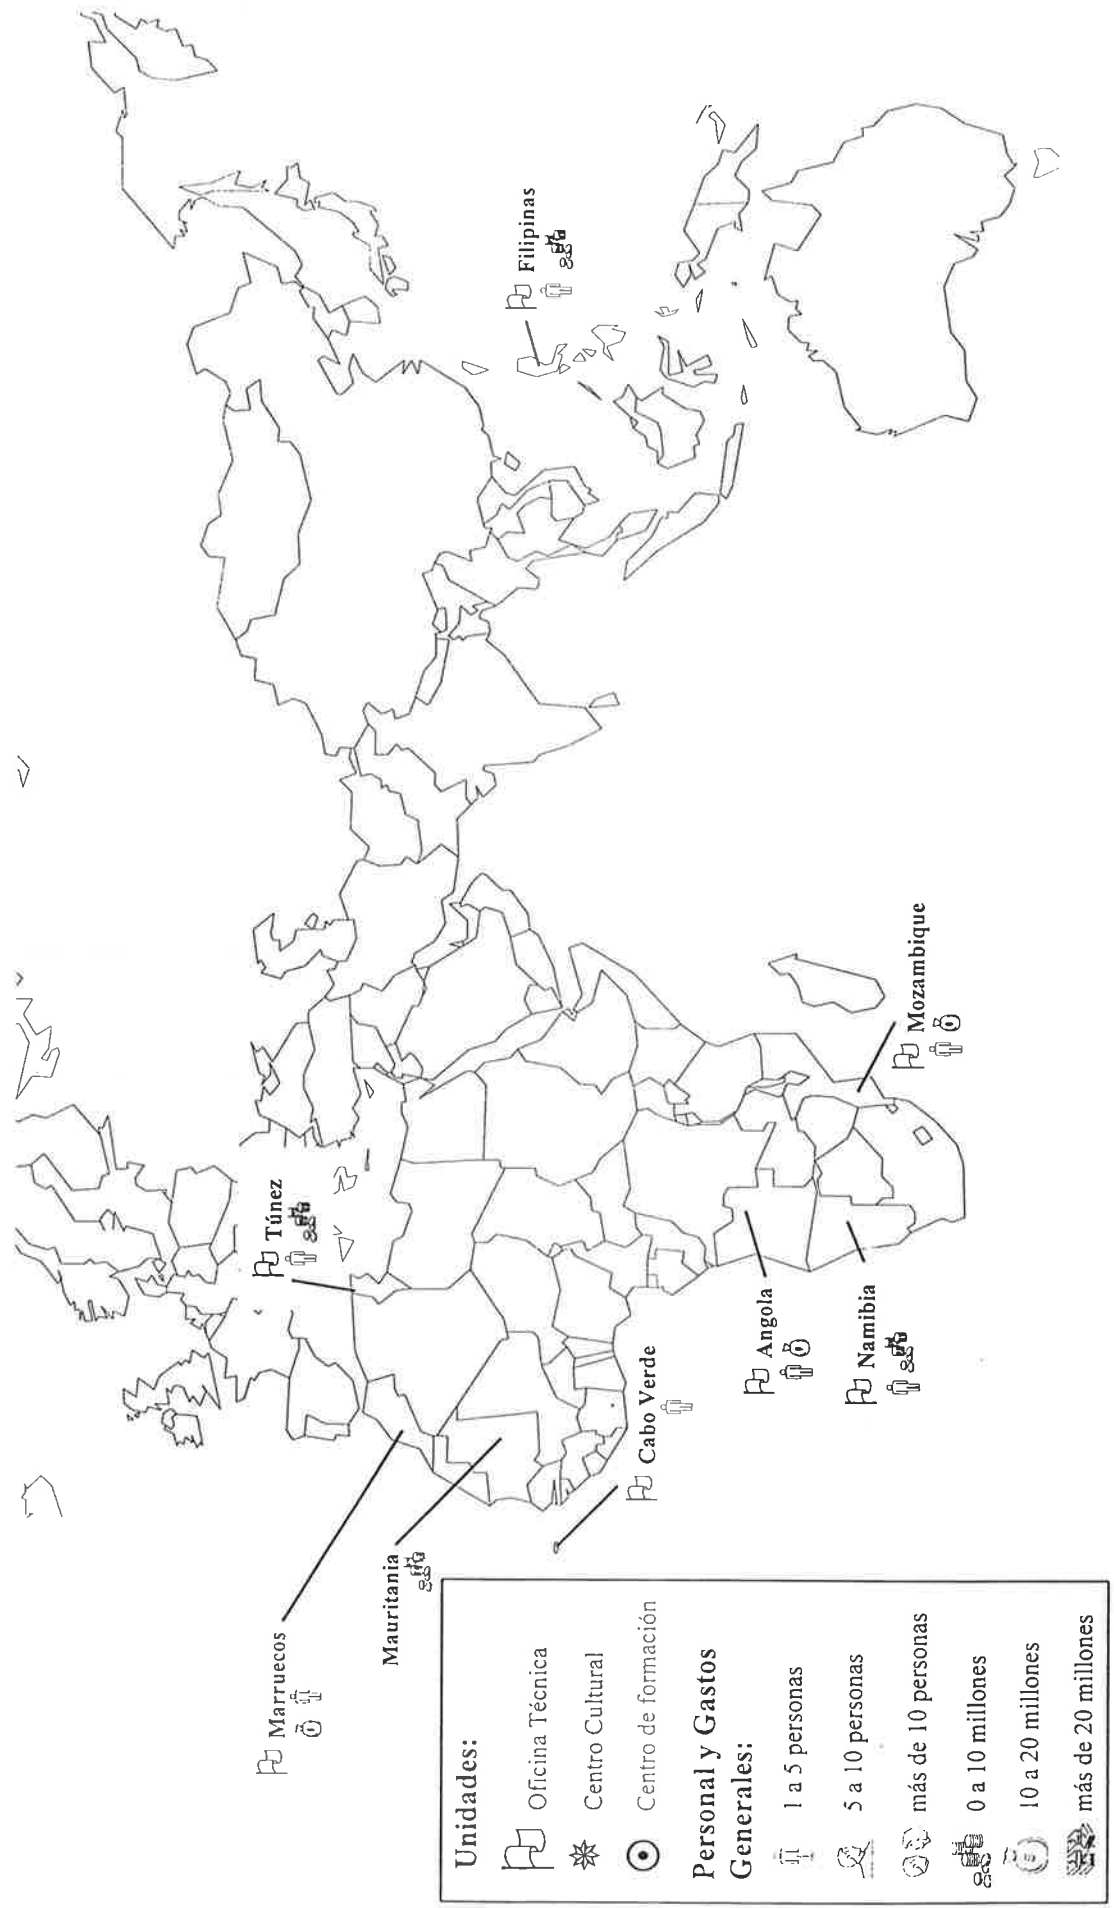 Filipinas
Túnez
Mozambique
Marruecos
Mauritania
Cabo Verde
Angola
Namibia
Unidades:
Oficina Técnica
Centro Cultural
Centro de formación
Personal y Gastos
Generales:
1 a 5 personas
5 a 10 personas
más de 10 personas
0 a 10 millones
10 a 20 millones
más de 20 millones